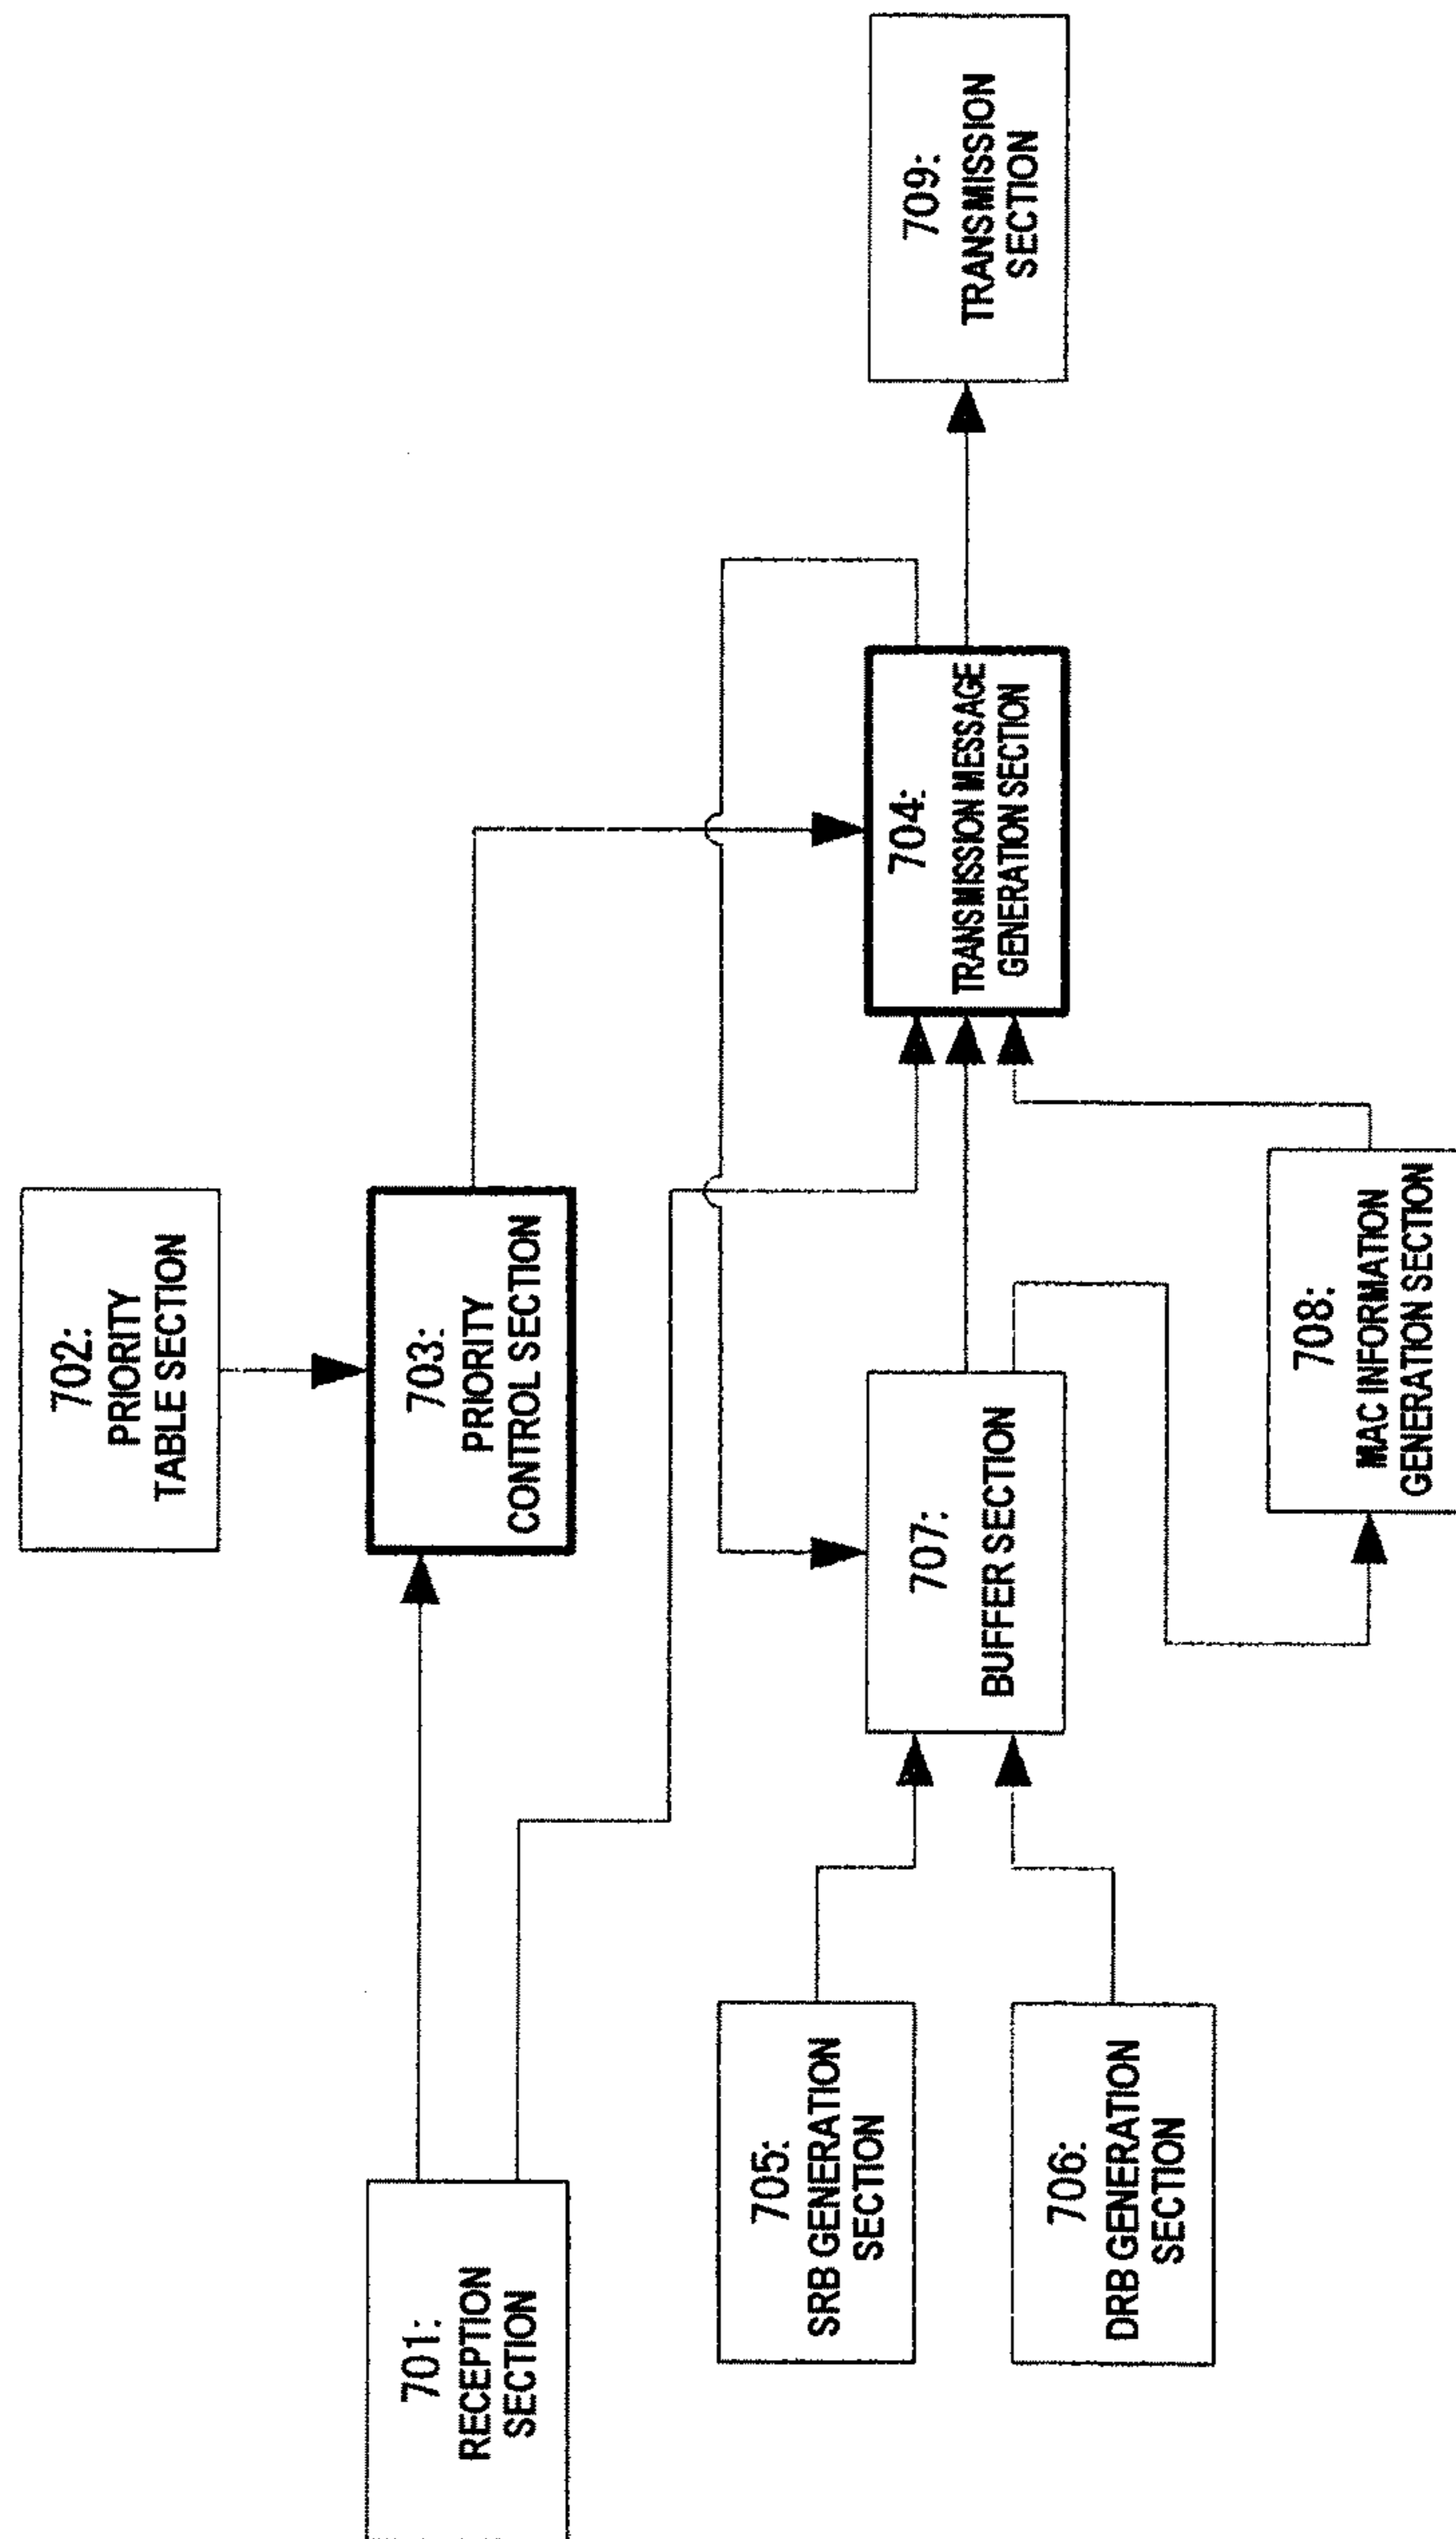 701:
RECEPTION
SECTION
702:
PRIORITY
TABLE SECTION
703:
PRIORITY
CONTROL SECTION
704:
TRANSMISSION MESSAGE
GENERATION SECTION
705:
SRB GENERATION
SECTION
706:
DRB GENERATION
SECTION
707:
BUFFER SECTION
708:
MAC INFORMATION
GENERATION SECTION
709:
TRANSMISSION
SECTION